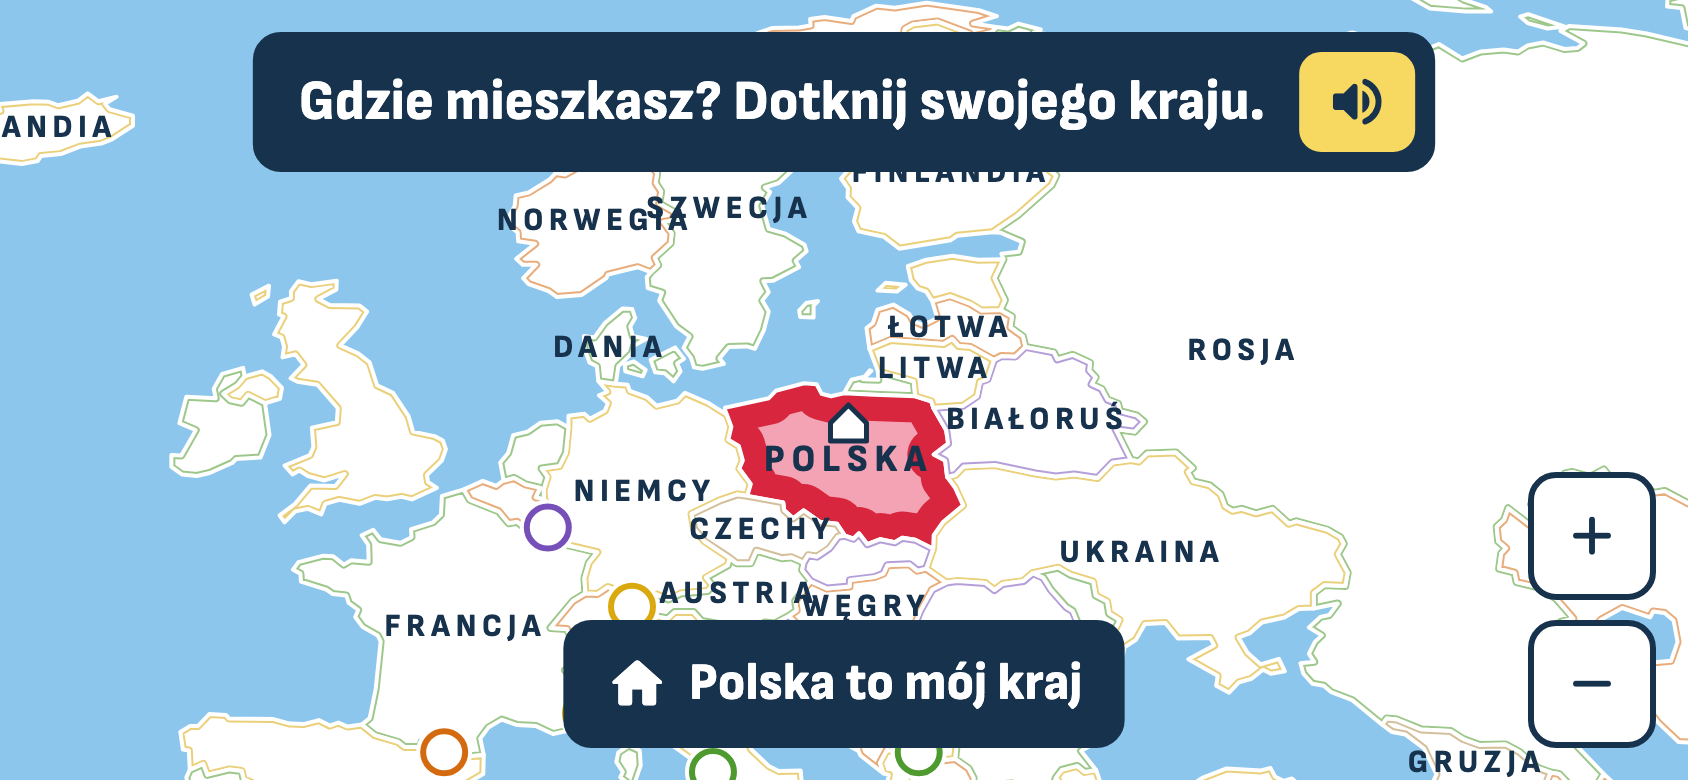 Gdzie mieszkasz? Dotknij swojego kraju.
ANDIA
FINLANDIA
NORWEGIA
SZWECJA
DANIA
ŁOTWA
LITWA
ROSJA
BIAŁORUŚ
POLSKA
NIEMCY
CZECHY
UKRAINA
AUSTRIA
WĘGRY
FRANCJA
Polska to mój kraj
GRUZJA
+
−